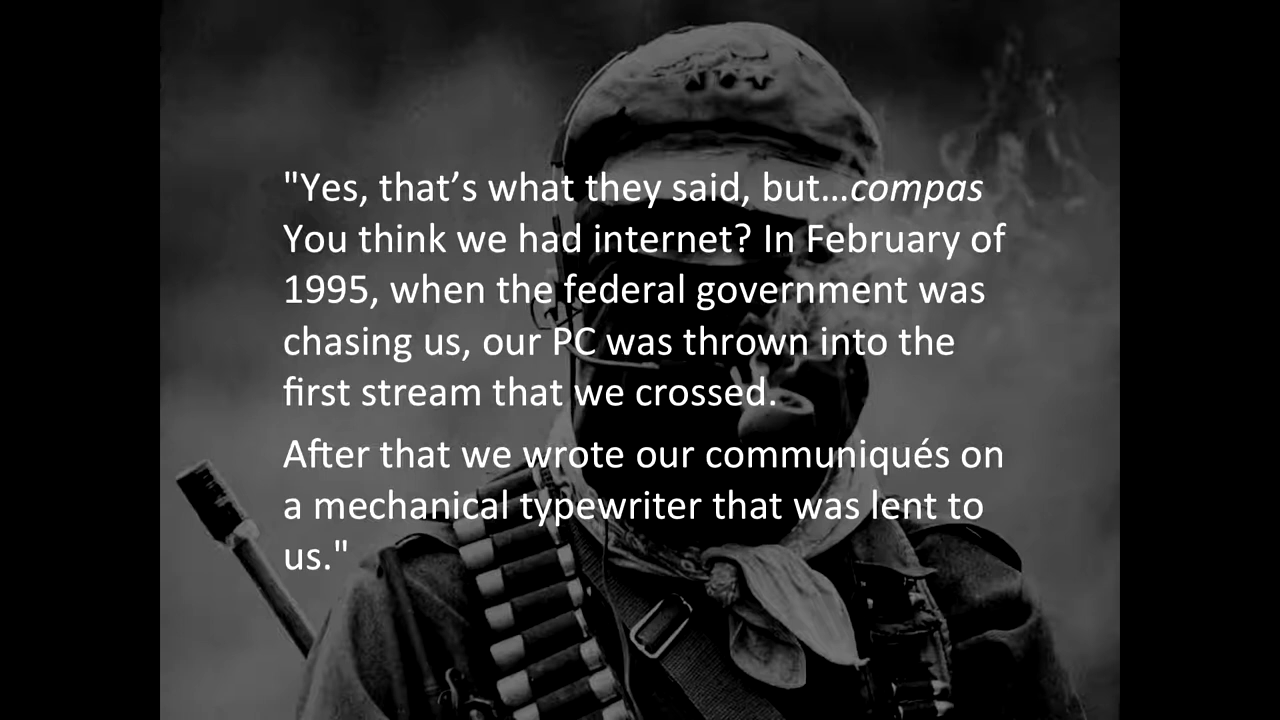 "Yes, that’s what they said, but…compas
You think we had internet? In February of
1995, when the federal government was
chasing us, our PC was thrown into the
first stream that we crossed.
After that we wrote our communiqués on
a mechanical typewriter that was lent to
us."